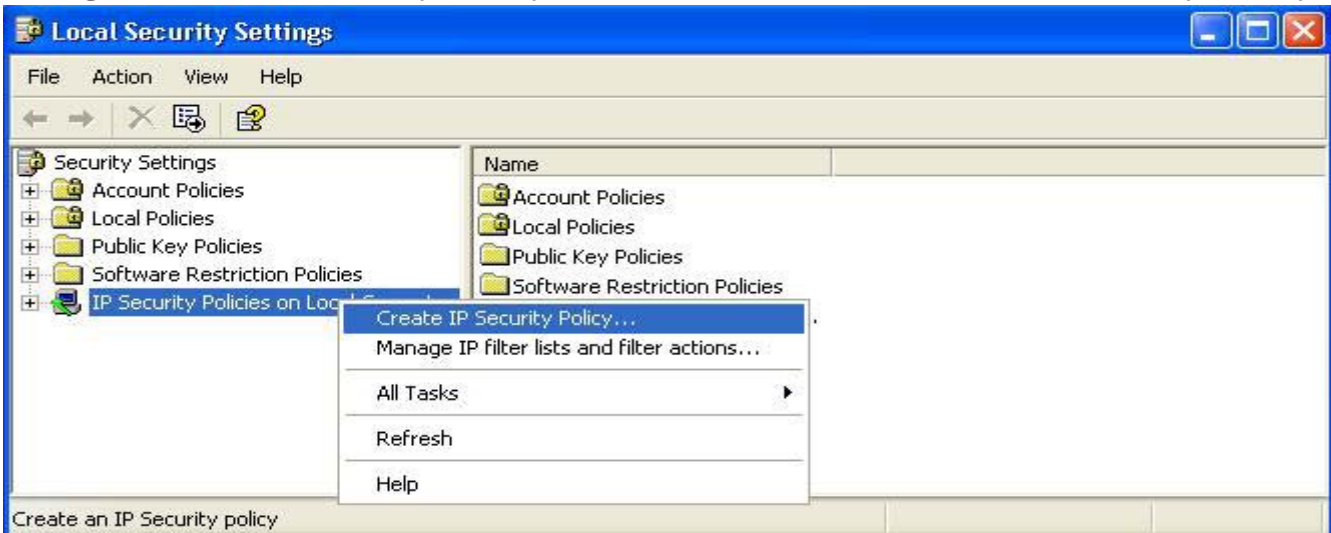 Local Security Settings
File Action View Help
Security Settings
Account Policies
Local Policies
Public Key Policies
Software Restriction Policies
IP Security Policies on
Name
Account Policies
Local Policies
Public Key Policies
Software Restriction Policies
Create IP Security Policy...
Manage IP filter lists and filter actions...
All Tasks
Refresh
Help
Create an IP Security policy